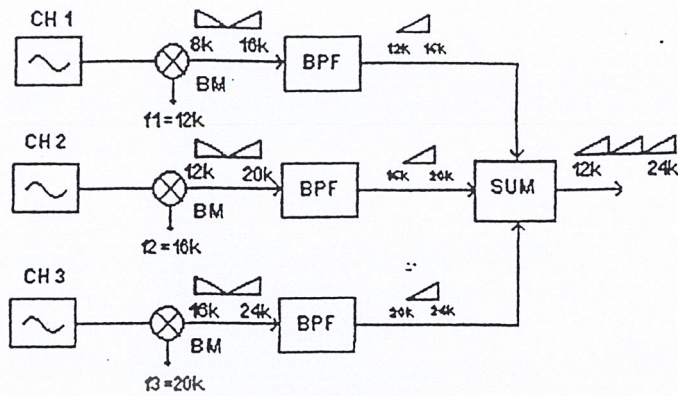 CH 1
8k 16k
BM
f1=12k
BPF
12k 16k
CH 2
12k 20k
BM
f2=16k
BPF
16k 20k
SUM
12k 24k
CH 3
16k 24k
BM
f3=20k
BPF
20k 24k